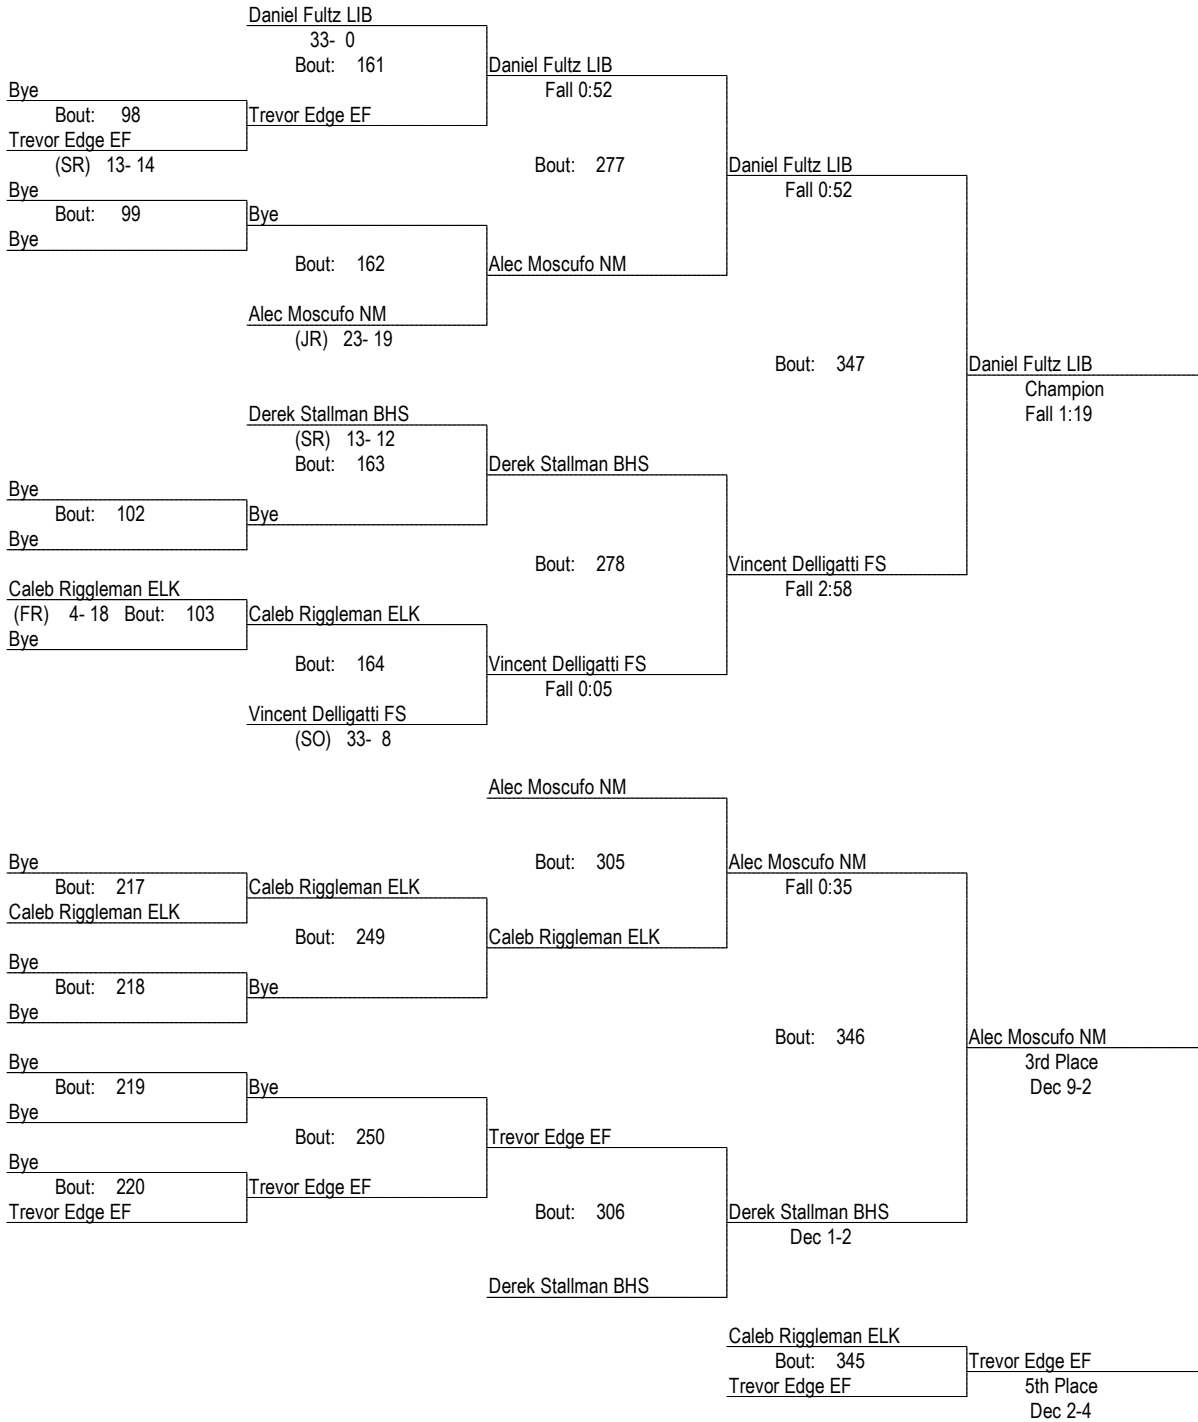 Daniel Fultz LIB
33- 0
Bout: 161
Daniel Fultz LIB
Fall 0:52
Bye
Bout: 98
Trevor Edge EF
Trevor Edge EF
(SR) 13- 14
Bout: 277
Daniel Fultz LIB
Fall 0:52
Bye
Bout: 99
Bye
Bye
Bout: 162
Alec Moscufo NM
Alec Moscufo NM
(JR) 23- 19
Bout: 347
Daniel Fultz LIB
Champion
Fall 1:19
Derek Stallman BHS
(SR) 13- 12
Bout: 163
Derek Stallman BHS
Bye
Bout: 102
Bye
Bye
Bout: 278
Vincent Delligatti FS
Fall 2:58
Caleb Riggleman ELK
(FR) 4- 18 Bout: 103
Caleb Riggleman ELK
Bye
Bout: 164
Vincent Delligatti FS
Fall 0:05
Vincent Delligatti FS
(SO) 33- 8
Alec Moscufo NM
Bout: 305
Alec Moscufo NM
Fall 0:35
Bye
Bout: 217
Caleb Riggleman ELK
Caleb Riggleman ELK
Bout: 249
Caleb Riggleman ELK
Bye
Bout: 218
Bye
Bye
Bout: 346
Alec Moscufo NM
3rd Place
Dec 9-2
Bye
Bout: 219
Bye
Bye
Bout: 250
Trevor Edge EF
Bye
Bout: 220
Trevor Edge EF
Trevor Edge EF
Bout: 306
Derek Stallman BHS
Dec 1-2
Derek Stallman BHS
Caleb Riggleman ELK
Bout: 345
Trevor Edge EF
Trevor Edge EF
5th Place
Dec 2-4